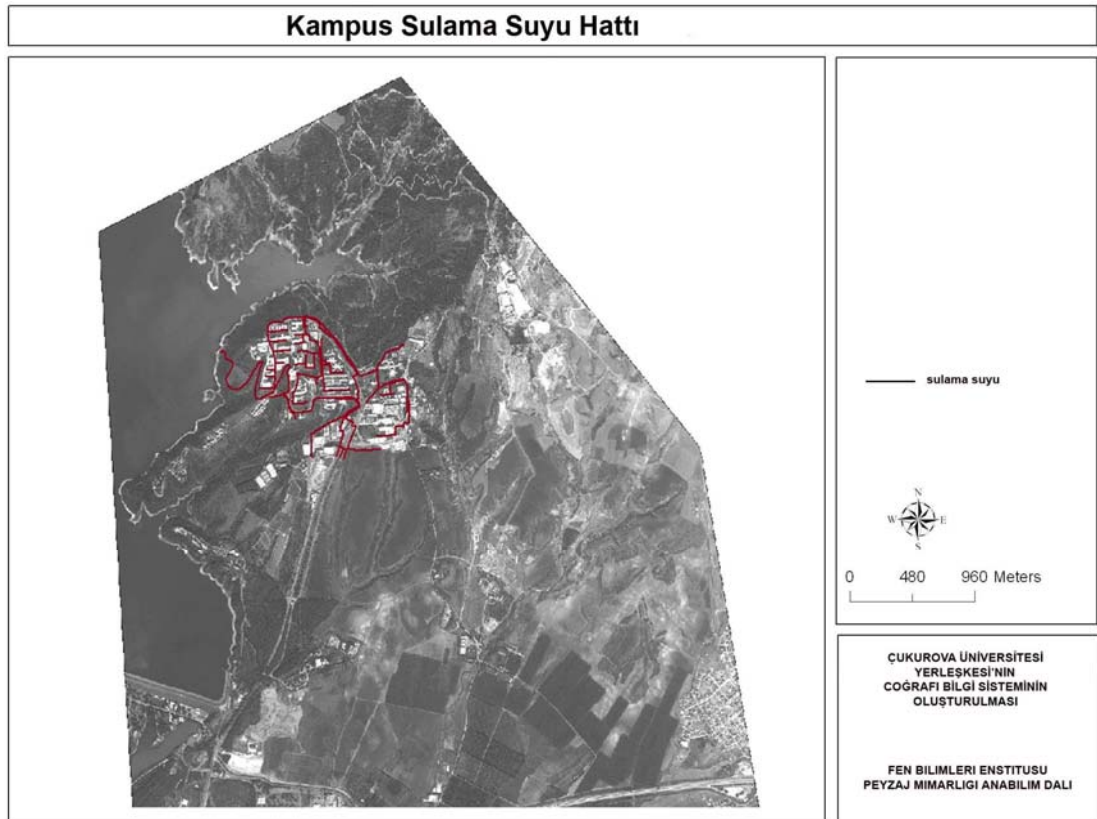 Kampus Sulama Suyu Hattı
sulama suyu
N
W E
S
0 480 960 Meters
ÇUKUROVA ÜNİVERSİTESİ
YERLEŞKESİ'NIN
COĞRAFI BİLGİ SİSTEMİNİN
OLUŞTURULMASI
FEN BILIMLERI ENSTITUSU
PEYZAJ MIMARLIGI ANABILIM DALI